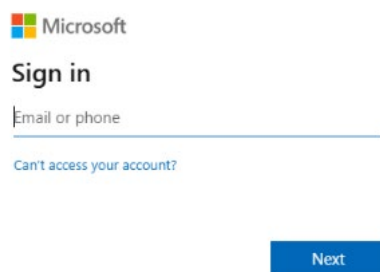 Microsoft
Sign in
Email or phone
Can't access your account?
Next